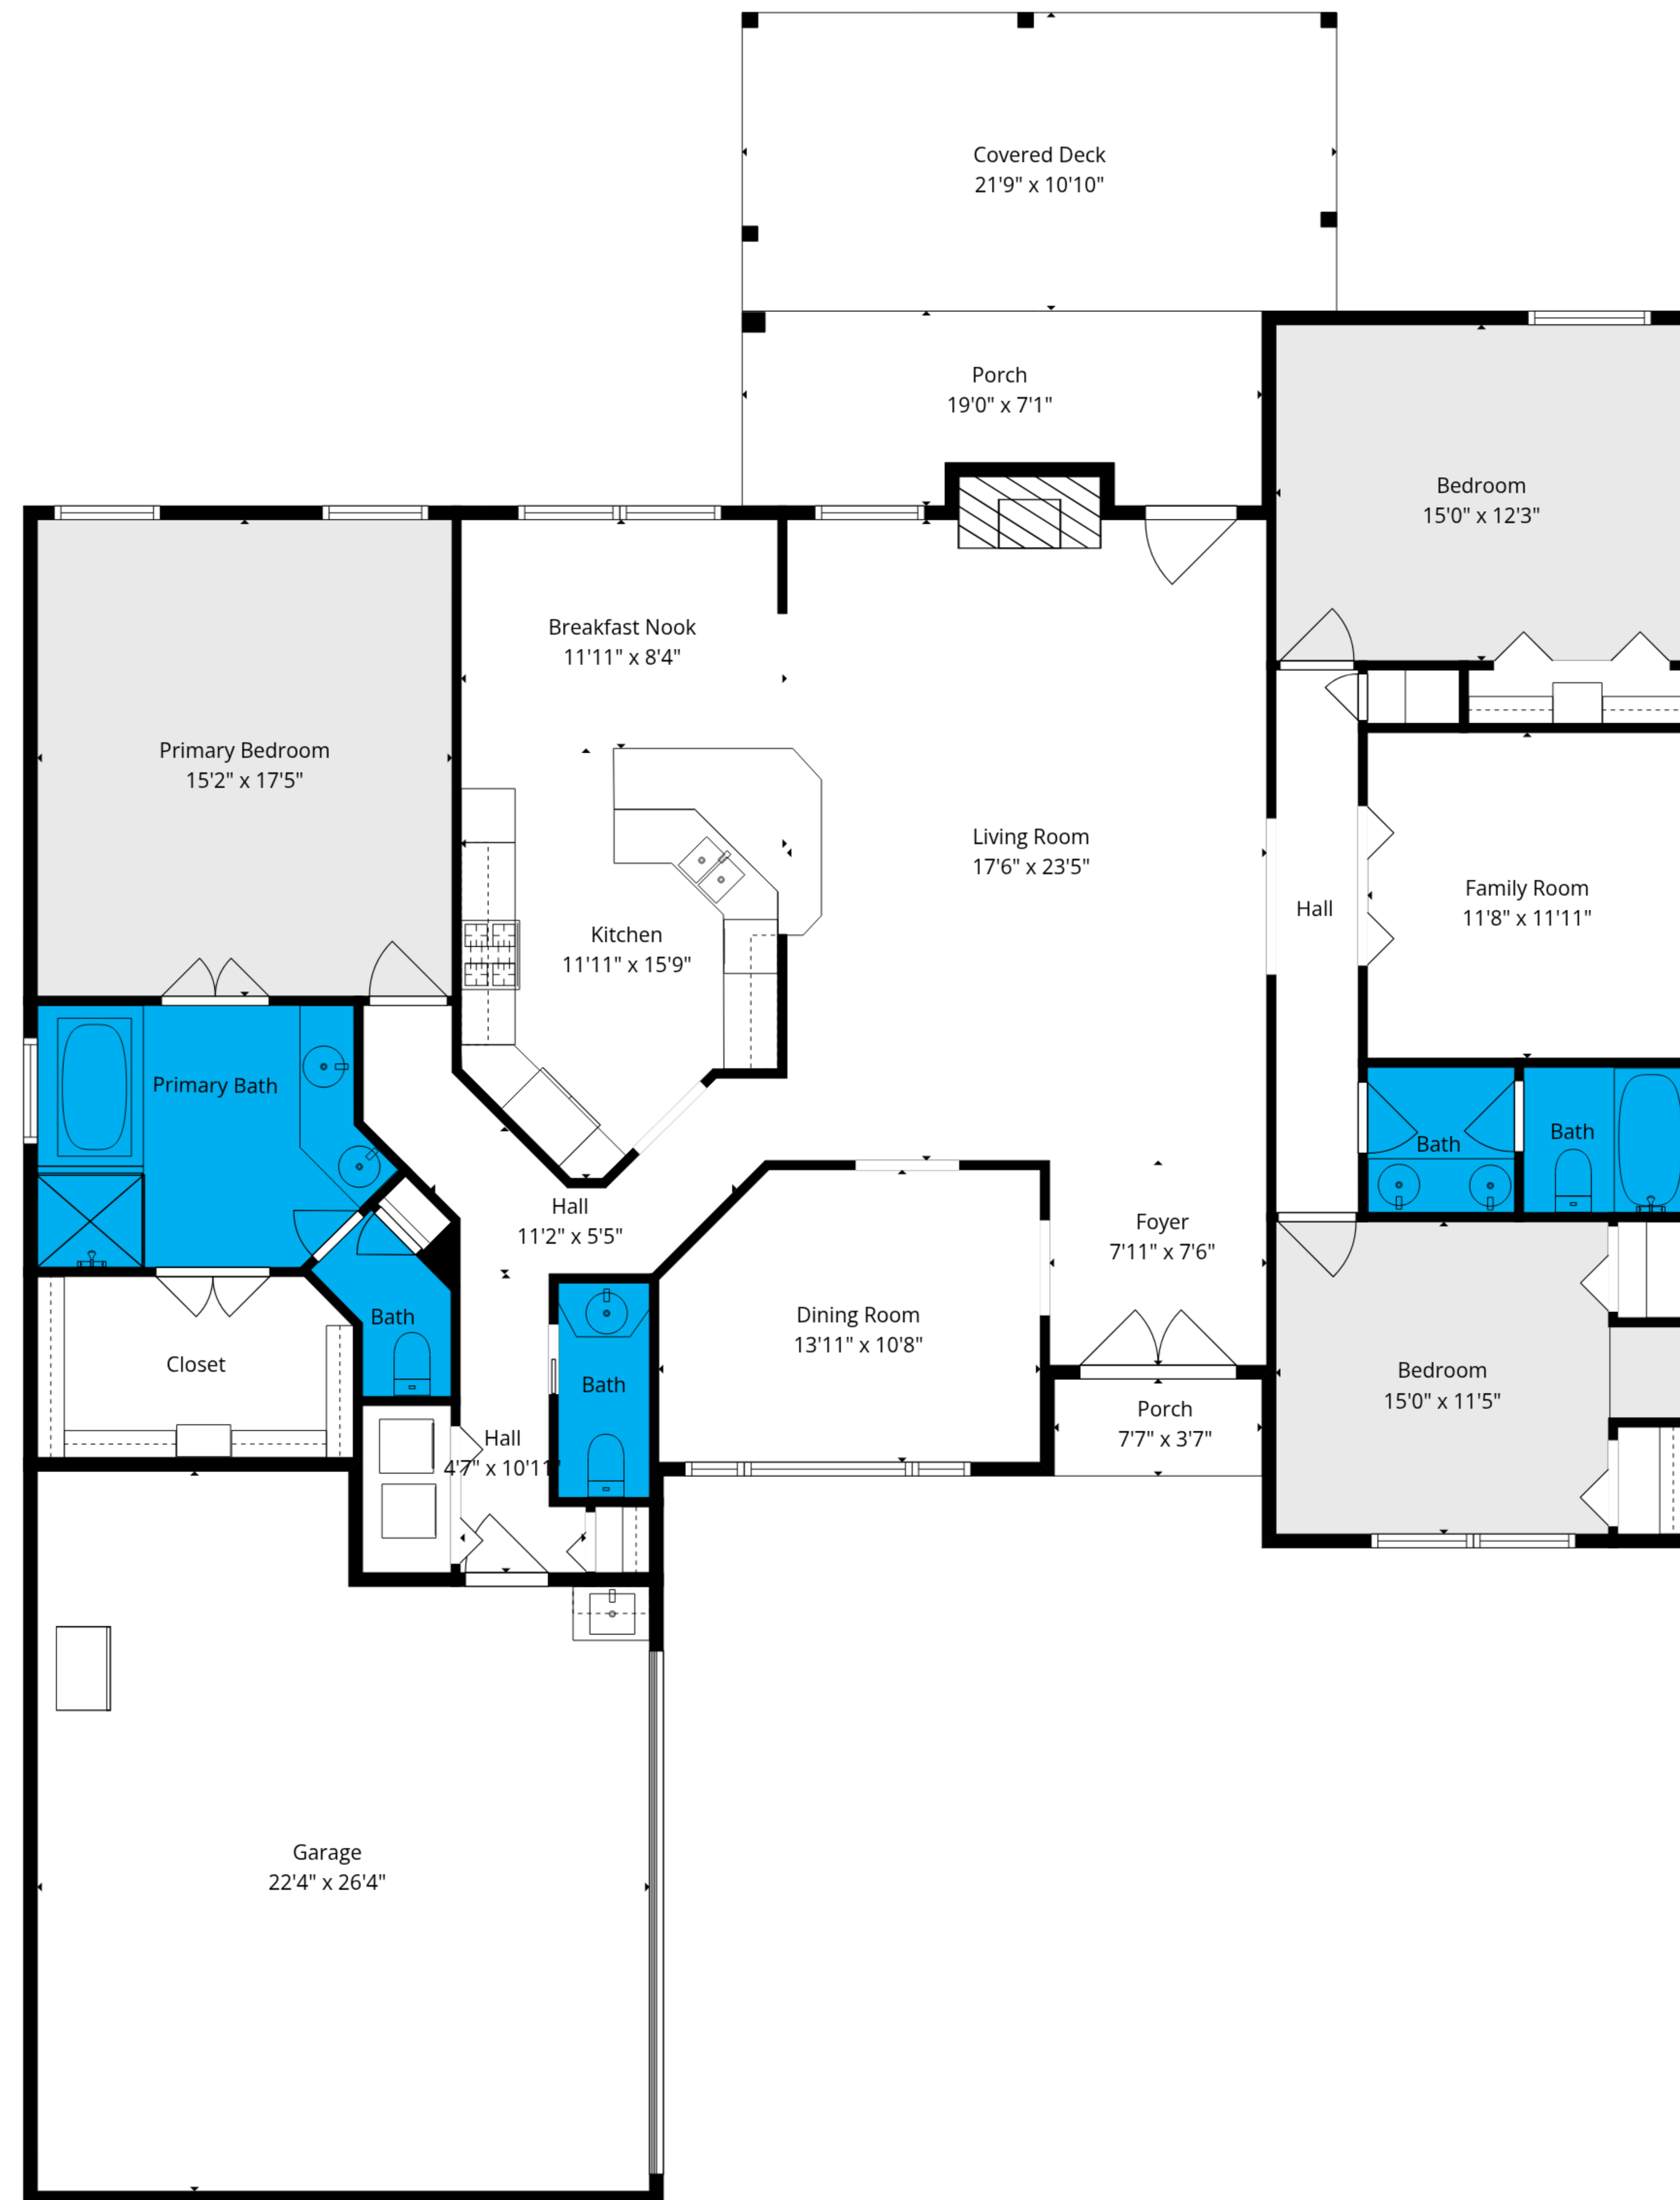 Covered Deck
21'9" x 10'10"
Porch
19'0" x 7'1"
Bedroom
15'0" x 12'3"
Breakfast Nook
11'11" x 8'4"
Primary Bedroom
15'2" x 17'5"
Living Room
17'6" x 23'5"
Family Room
11'8" x 11'11"
Hall
Kitchen
11'11" x 15'9"
Primary Bath
Bath
Bath
Hall
11'2" x 5'5"
Foyer
7'11" x 7'6"
Bath
Dining Room
13'11" x 10'8"
Closet
Bath
Bedroom
15'0" x 11'5"
Porch
7'7" x 3'7"
Hall
4'7" x 10'11"
Garage
22'4" x 26'4"